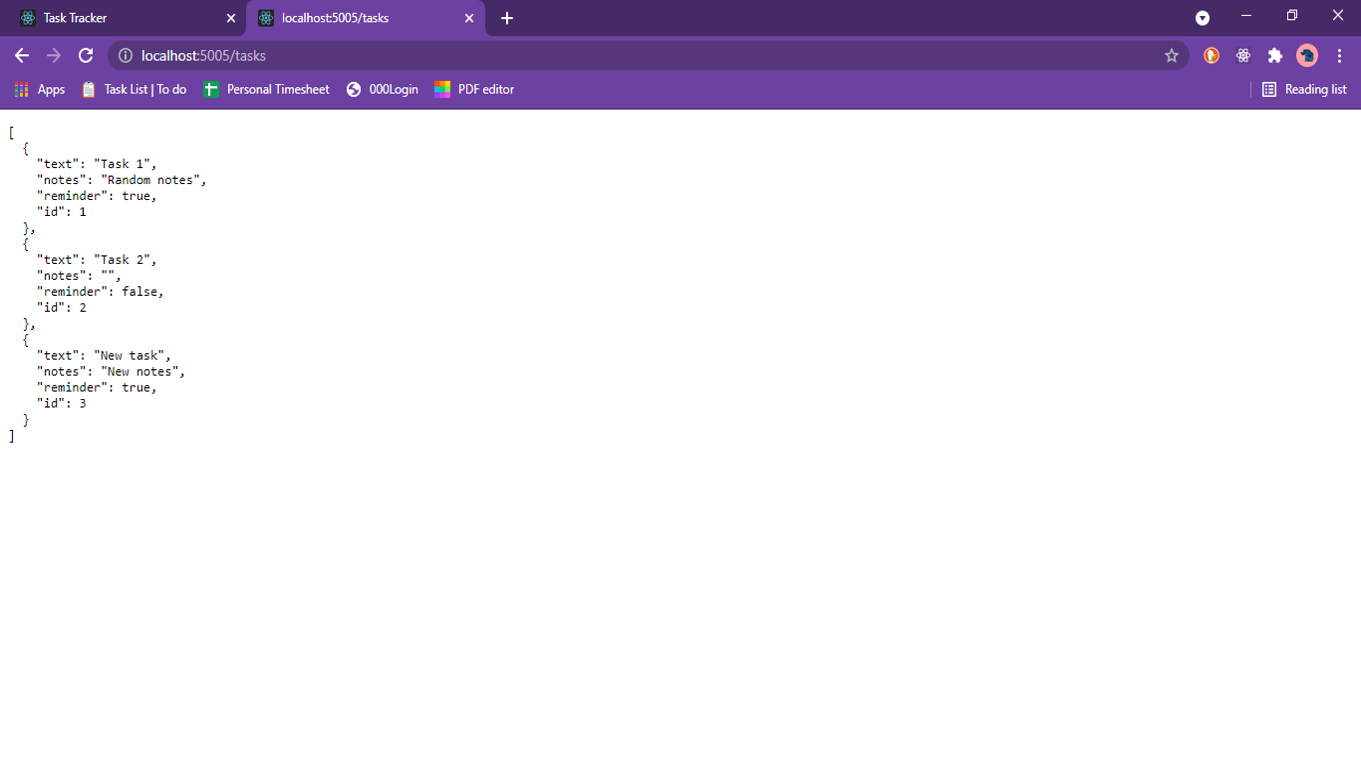 Task Tracker
localhost:5005/tasks
localhost:5005/tasks
Apps Task List | To do Personal Timesheet 000Login PDF editor Reading list
[
  {
    "text": "Task 1",
    "notes": "Random notes",
    "reminder": true,
    "id": 1
  },
  {
    "text": "Task 2",
    "notes": "",
    "reminder": false,
    "id": 2
  },
  {
    "text": "New task",
    "notes": "New notes",
    "reminder": true,
    "id": 3
  }
]